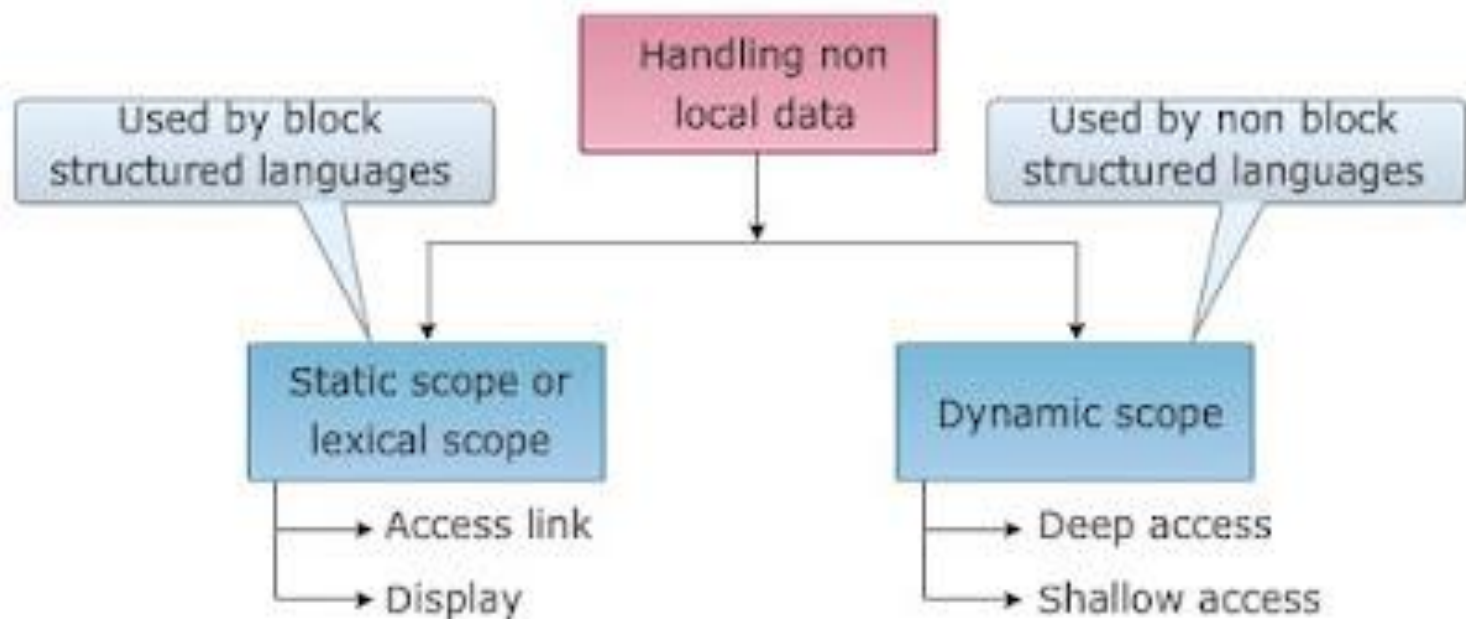 Handling non
local data
Used by block
structured languages
Used by non block
structured languages
Static scope or
lexical scope
Dynamic scope
Access link
Display
Deep access
Shallow access